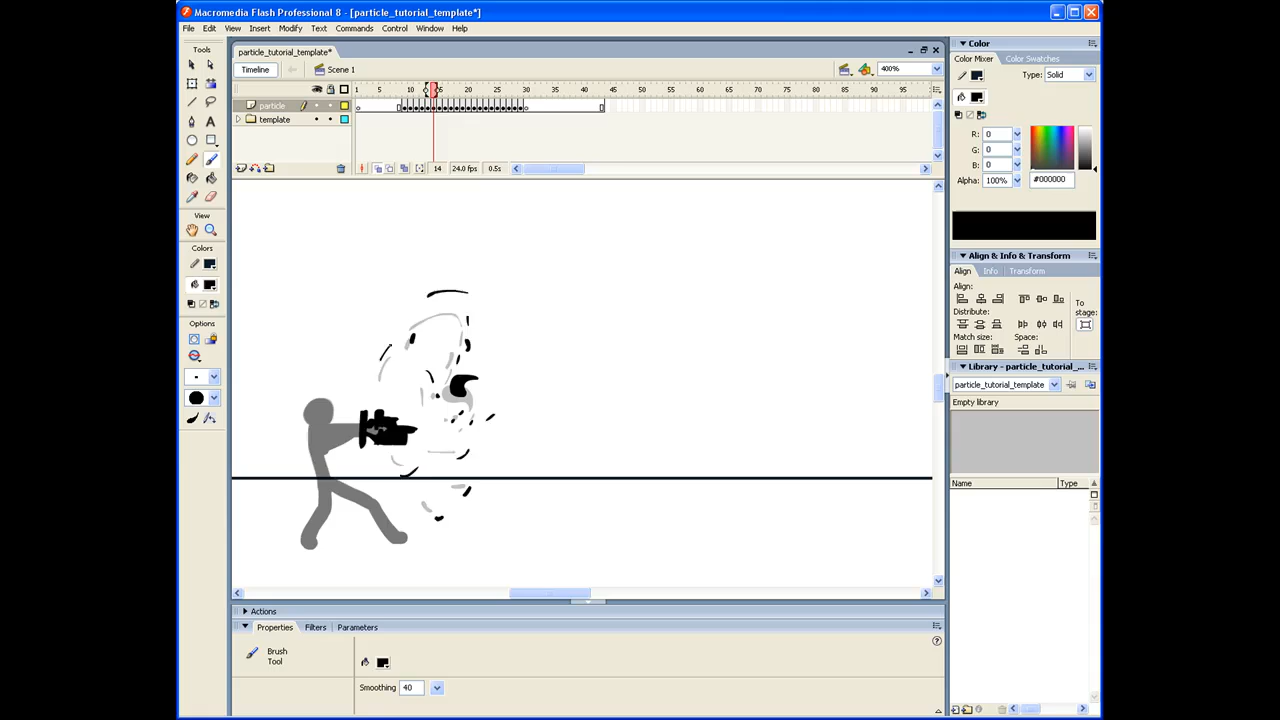 Macromedia Flash Professional 8 - [particle_tutorial_template*]
File Edit View Insert Modify Text Commands Control Window Help
Tools
particle_tutorial_template*
Timeline
Scene 1
400%
1 5 10 15 20 25 30 35 40 45 50 55 60 65 70 75 80 85 90 95
particle
template
14 24.0 fps 0.5s
View
Colors
Options
Color
Color Mixer Color Swatches
Type: Solid
R: 0
G: 0
B: 0
Alpha: 100% #000000
Align & Info & Transform
Align Info Transform
Align:
To stage:
Distribute:
Match size: Space:
Library - particle_tutorial_...
particle_tutorial_template
Empty library
Name Type
Actions
Properties Filters Parameters
Brush
Tool
Smoothing 40